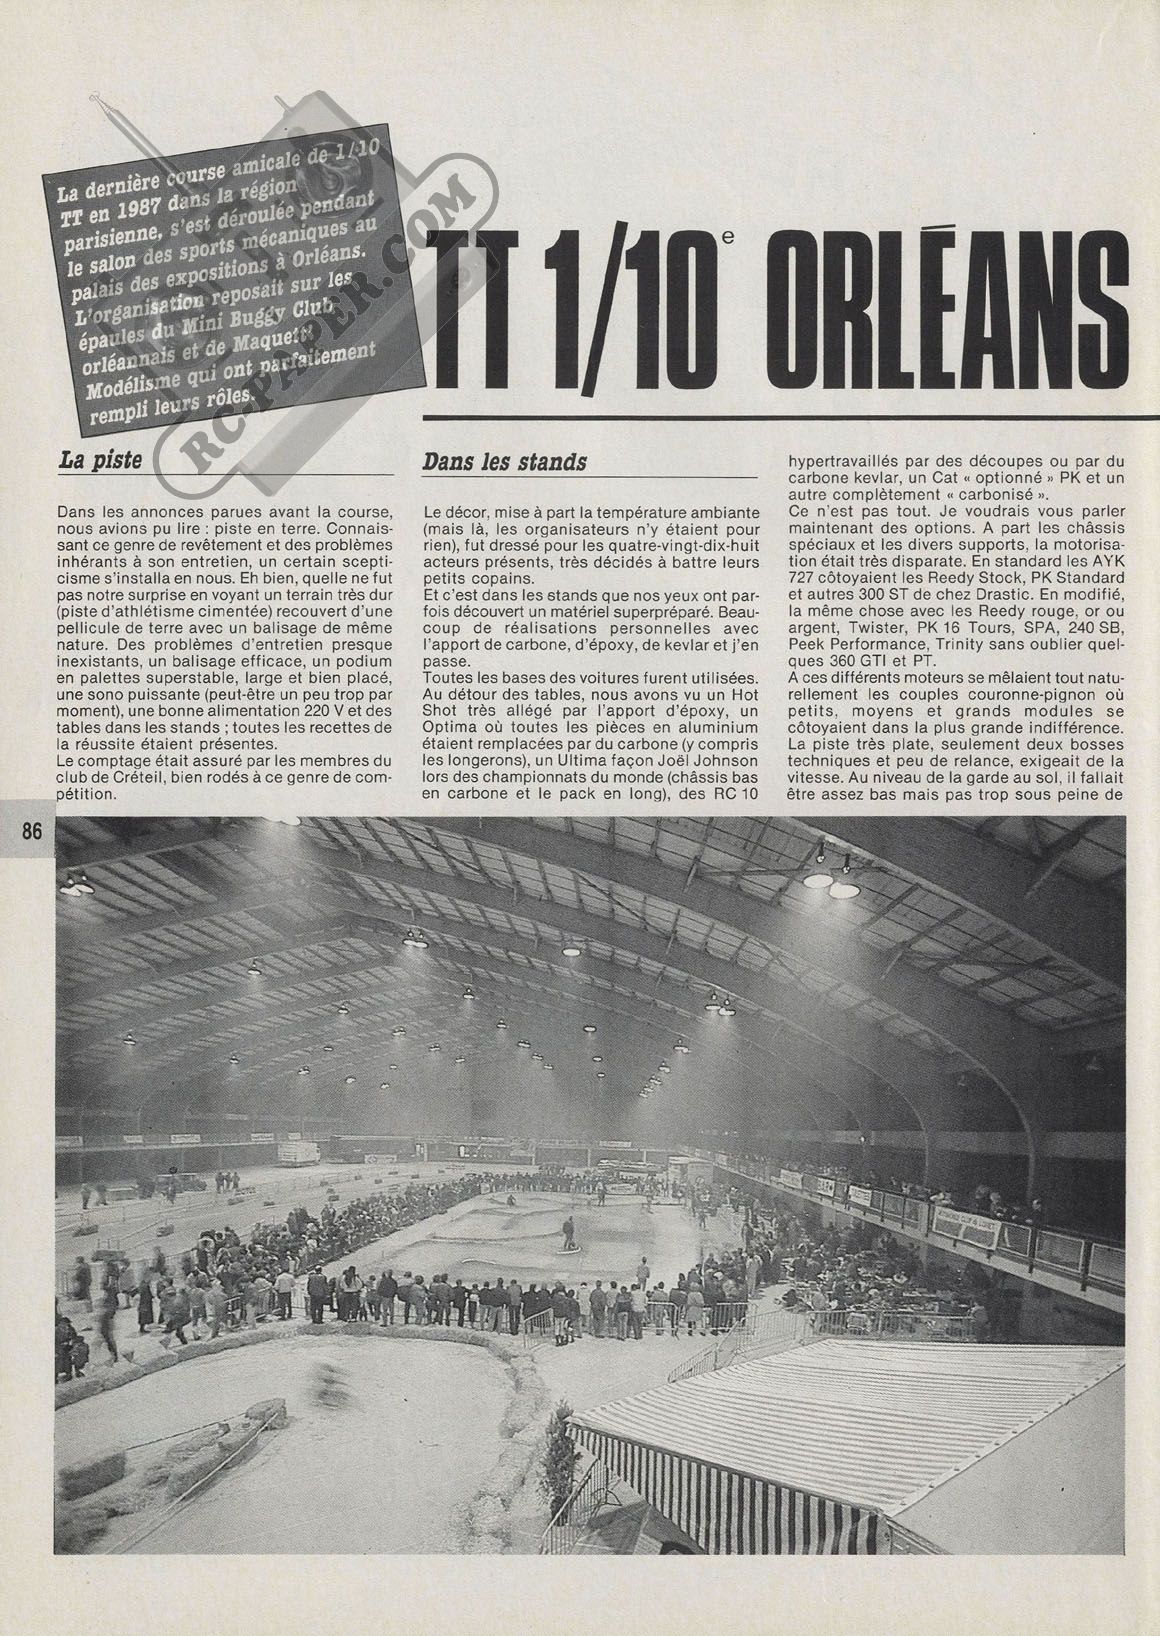 La dernière course amicale de 1/10
TT en 1987 dans la région
parisienne, s'est déroulée pendant
le salon des sports mécaniques au
palais des expositions à Orléans.
L'organisation reposait sur les
épaules du Mini Buggy Club
orléannais et de Maquett
Modélisme qui ont parfaitement
rempli leurs rôles.
RC-PAPER.COM
TT 1/10e ORLÉANS
La piste
Dans les annonces parues avant la course,
nous avions pu lire : piste en terre. Connais-
sant ce genre de revêtement et des problèmes
inhérants à son entretien, un certain scepti-
cisme s'installa en nous. Eh bien, quelle ne fut
pas notre surprise en voyant un terrain très dur
(piste d'athlétisme cimentée) recouvert d'une
pellicule de terre avec un balisage de même
nature. Des problèmes d'entretien presque
inexistants, un balisage efficace, un podium
en palettes superstable, large et bien placé,
une sono puissante (peut-être un peu trop par
moment), une bonne alimentation 220 V et des
tables dans les stands ; toutes les recettes de
la réussite étaient présentes.
Le comptage était assuré par les membres du
club de Créteil, bien rodés à ce genre de com-
pétition.
Dans les stands
Le décor, mise à part la température ambiante
(mais là, les organisateurs n'y étaient pour
rien), fut dressé pour les quatre-vingt-dix-huit
acteurs présents, très décidés à battre leurs
petits copains.
Et c'est dans les stands que nos yeux ont par-
fois découvert un matériel superpréparé. Beau-
coup de réalisations personnelles avec
l'apport de carbone, d'époxy, de kevlar et j'en
passe.
Toutes les bases des voitures furent utilisées.
Au détour des tables, nous avons vu un Hot
Shot très allégé par l'apport d'époxy, un
Optima où toutes les pièces en aluminium
étaient remplacées par du carbone (y compris
les longerons), un Ultima façon Joël Johnson
lors des championnats du monde (châssis bas
en carbone et le pack en long), des RC 10
hypertravaillés par des découpes ou par du
carbone kevlar, un Cat « optionné » PK et un
autre complètement « carbonisé ».
Ce n'est pas tout. Je voudrais vous parler
maintenant des options. A part les châssis
spéciaux et les divers supports, la motorisa-
tion était très disparate. En standard les AYK
727 côtoyaient les Reedy Stock, PK Standard
et autres 300 ST de chez Drastic. En modifié,
la même chose avec les Reedy rouge, or ou
argent, Twister, PK 16 Tours, SPA, 240 SB,
Peek Performance, Trinity sans oublier quel-
ques 360 GTI et PT.
A ces différents moteurs se mêlaient tout natu-
rellement les couples couronne-pignon où
petits, moyens et grands modules se
côtoyaient dans la plus grande indifférence.
La piste très plate, seulement deux bosses
techniques et peu de relance, exigeait de la
vitesse. Au niveau de la garde au sol, il fallait
être assez bas mais pas trop sous peine de
86